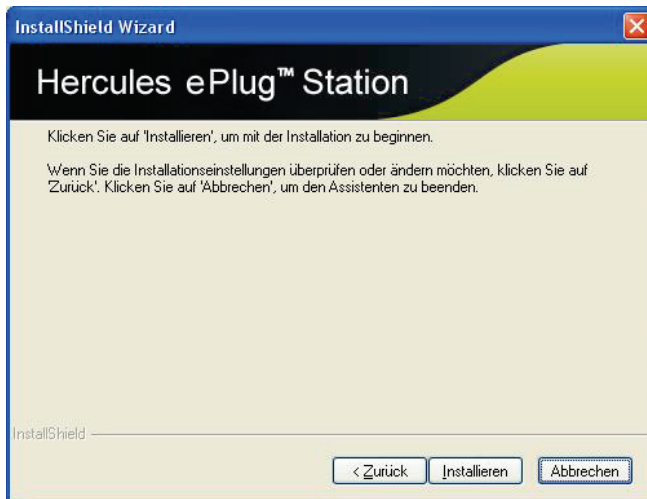 InstallShield Wizard
Hercules ePlug™ Station
Klicken Sie auf 'Installieren', um mit der Installation zu beginnen.
Wenn Sie die Installationseinstellungen überprüfen oder ändern möchten, klicken Sie auf
'Zurück'. Klicken Sie auf 'Abbrechen', um den Assistenten zu beenden.
InstallShield
< Zurück Installieren Abbrechen